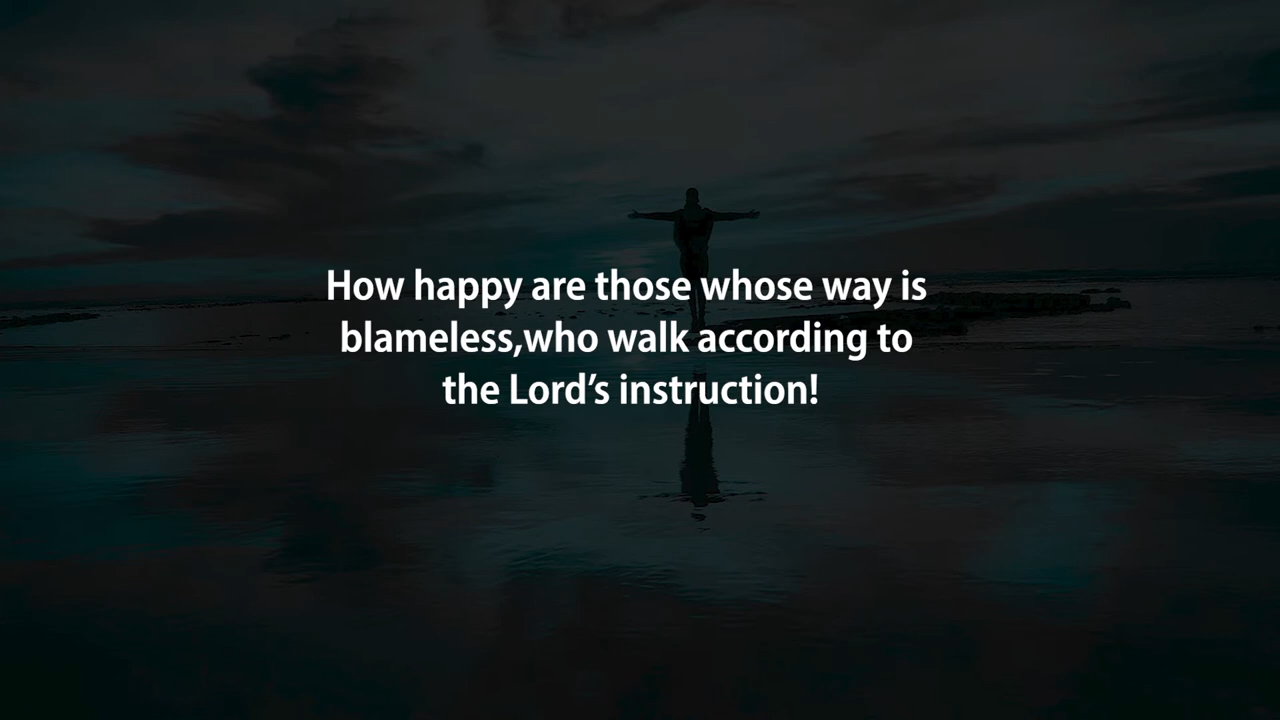 How happy are those whose way is
blameless,who walk according to
the Lord’s instruction!